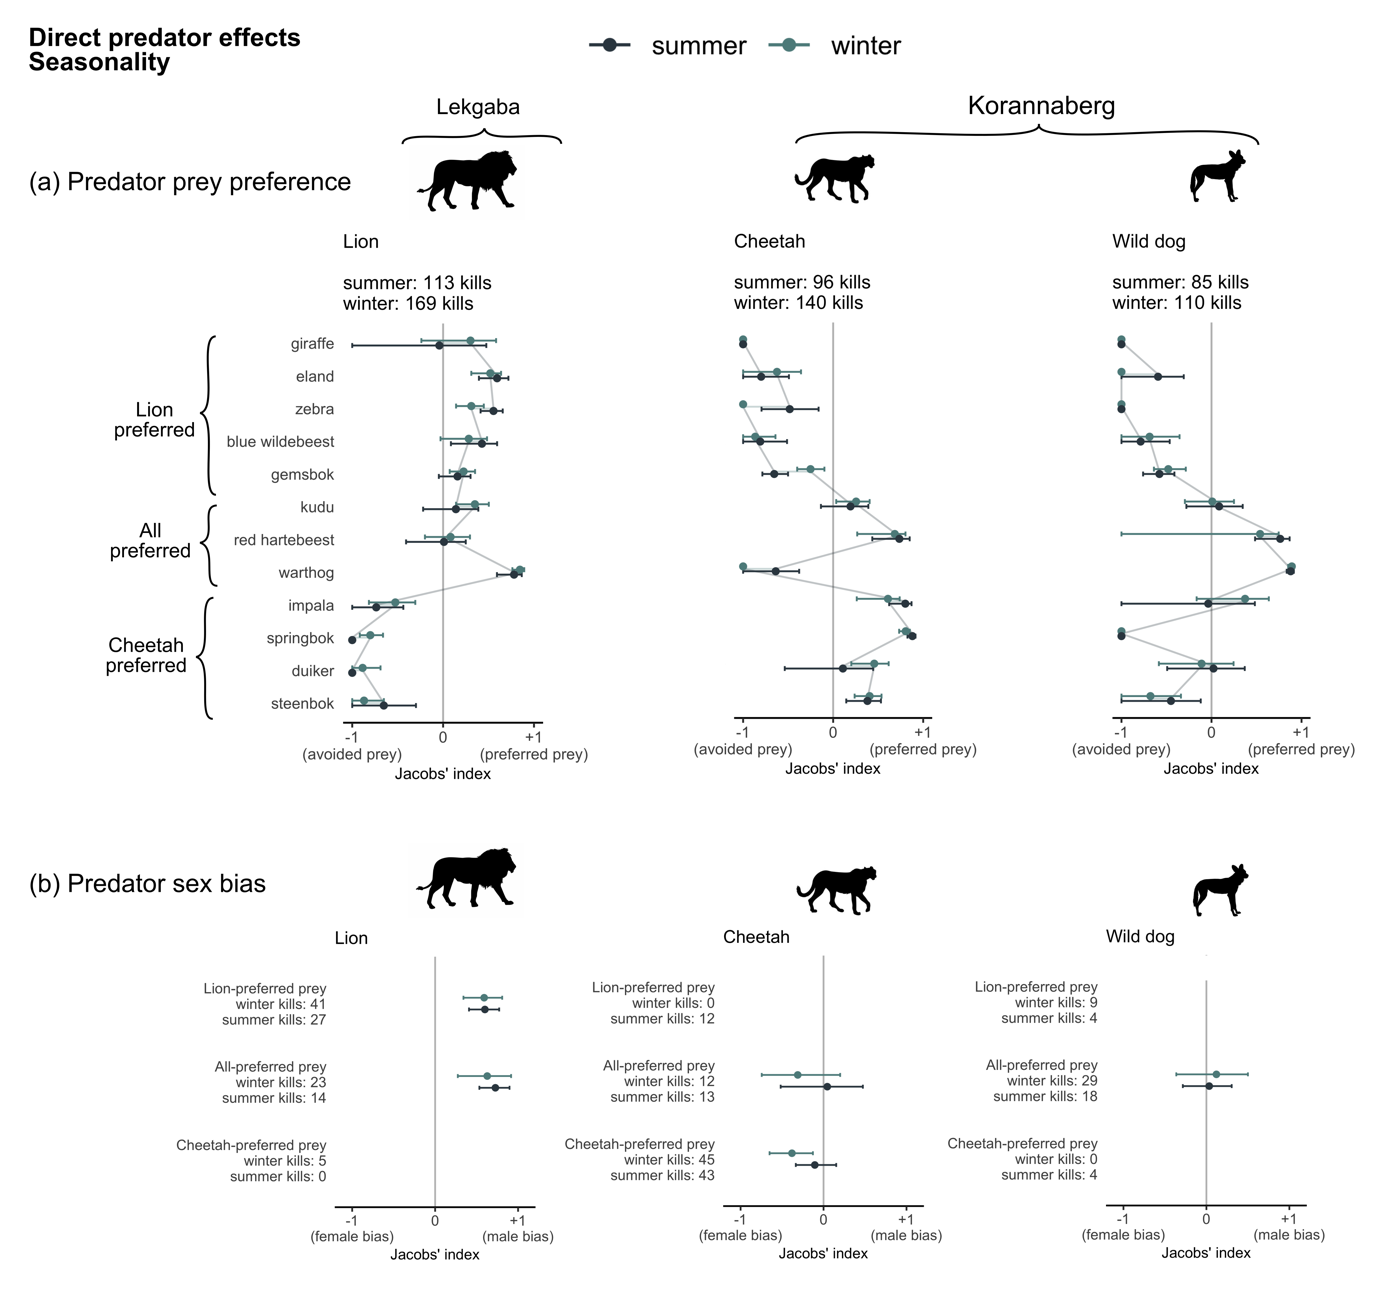 Direct predator effects
Seasonality
summer winter
Lekgaba
Korannaberg
(a) Predator prey preference
Lion
summer: 113 kills
winter: 169 kills
Cheetah
summer: 96 kills
winter: 140 kills
Wild dog
summer: 85 kills
winter: 110 kills
Lion
preferred
All
preferred
Cheetah
preferred
giraffe
eland
zebra
blue wildebeest
gemsbok
kudu
red hartebeest
warthog
impala
springbok
duiker
steenbok
-1 0 +1
(avoided prey) (preferred prey)
Jacobs' index
-1 0 +1
(avoided prey) (preferred prey)
Jacobs' index
-1 0 +1
(avoided prey) (preferred prey)
Jacobs' index
(b) Predator sex bias
Lion
Lion-preferred prey
winter kills: 41
summer kills: 27
All-preferred prey
winter kills: 23
summer kills: 14
Cheetah-preferred prey
winter kills: 5
summer kills: 0
-1 0 +1
(female bias) (male bias)
Jacobs' index
Cheetah
Lion-preferred prey
winter kills: 0
summer kills: 12
All-preferred prey
winter kills: 12
summer kills: 13
Cheetah-preferred prey
winter kills: 45
summer kills: 43
-1 0 +1
(female bias) (male bias)
Jacobs' index
Wild dog
Lion-preferred prey
winter kills: 9
summer kills: 4
All-preferred prey
winter kills: 29
summer kills: 18
Cheetah-preferred prey
winter kills: 0
summer kills: 4
-1 0 +1
(female bias) (male bias)
Jacobs' index